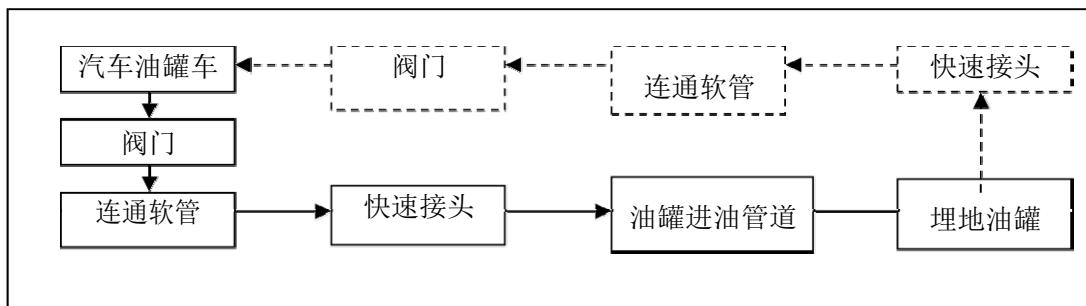 汽车油罐车
阀门
连通软管
快速接头
阀门
连通软管
快速接头
油罐进油管道
埋地油罐